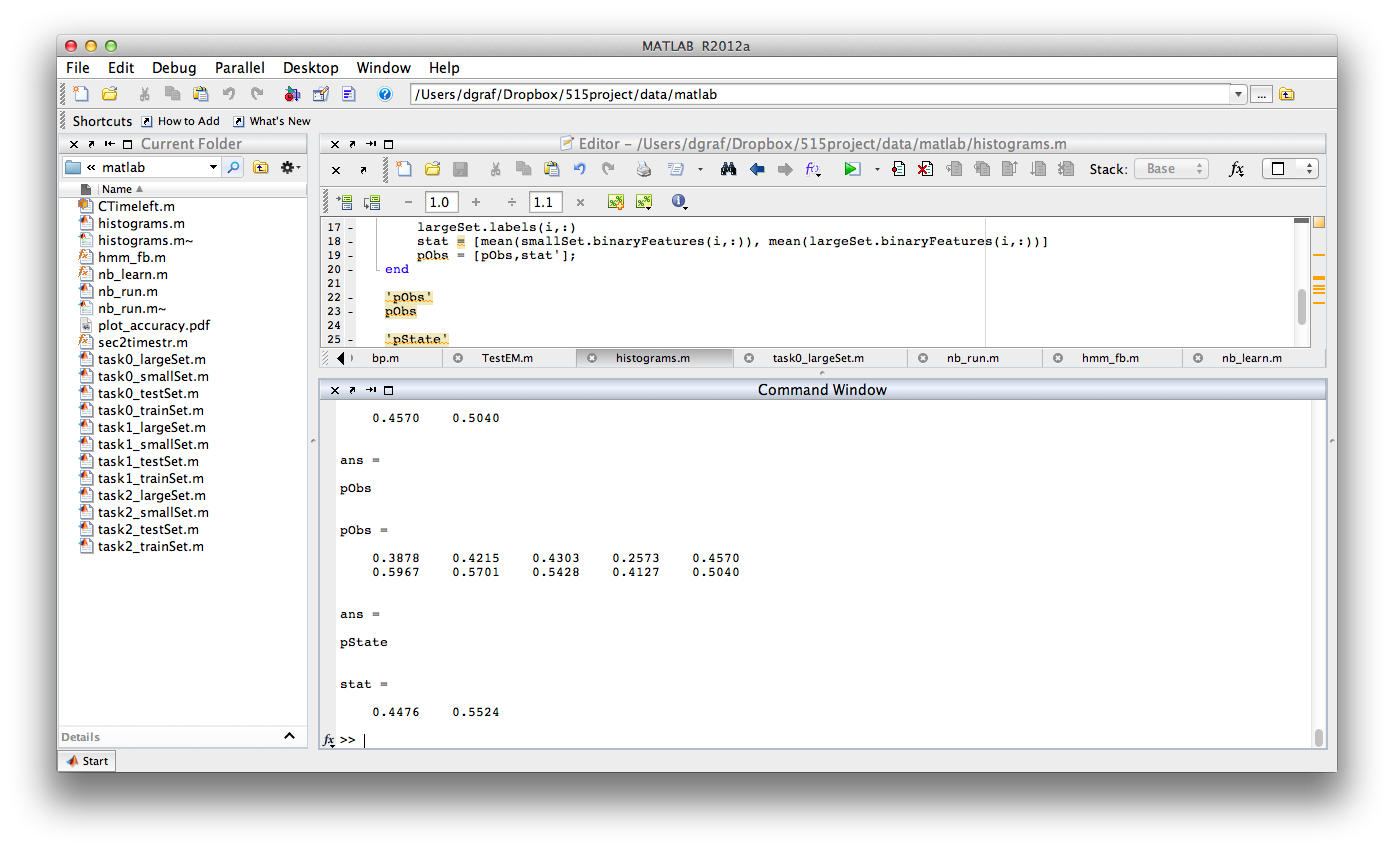 MATLAB R2012a
File Edit Debug Parallel Desktop Window Help
/Users/dgraf/Dropbox/515project/data/matlab
...
Shortcuts How to Add What's New
Current Folder
« matlab
Name
CTimeleft.m
histograms.m
histograms.m~
hmm_fb.m
nb_learn.m
nb_run.m
nb_run.m~
plot_accuracy.pdf
sec2timestr.m
task0_largeSet.m
task0_smallSet.m
task0_testSet.m
task0_trainSet.m
task1_largeSet.m
task1_smallSet.m
task1_testSet.m
task1_trainSet.m
task2_largeSet.m
task2_smallSet.m
task2_testSet.m
task2_trainSet.m
Details
Start
Editor – /Users/dgraf/Dropbox/515project/data/matlab/histograms.m
Stack: Base fx
− 1.0 + ÷ 1.1 ×
17 - largeSet.labels(i,:)
18 - stat = [mean(smallSet.binaryFeatures(i,:)), mean(largeSet.binaryFeatures(i,:))]
19 - pObs = [pObs,stat'];
20 - end
21
22 - 'pObs'
23 - pObs
24
25 - 'pState'
bp.m TestEM.m histograms.m task0_largeSet.m nb_run.m hmm_fb.m nb_learn.m
Command Window
0.4570 0.5040
ans =
pObs
pObs =
0.3878 0.4215 0.4303 0.2573 0.4570
0.5967 0.5701 0.5428 0.4127 0.5040
ans =
pState
stat =
0.4476 0.5524
fx >>